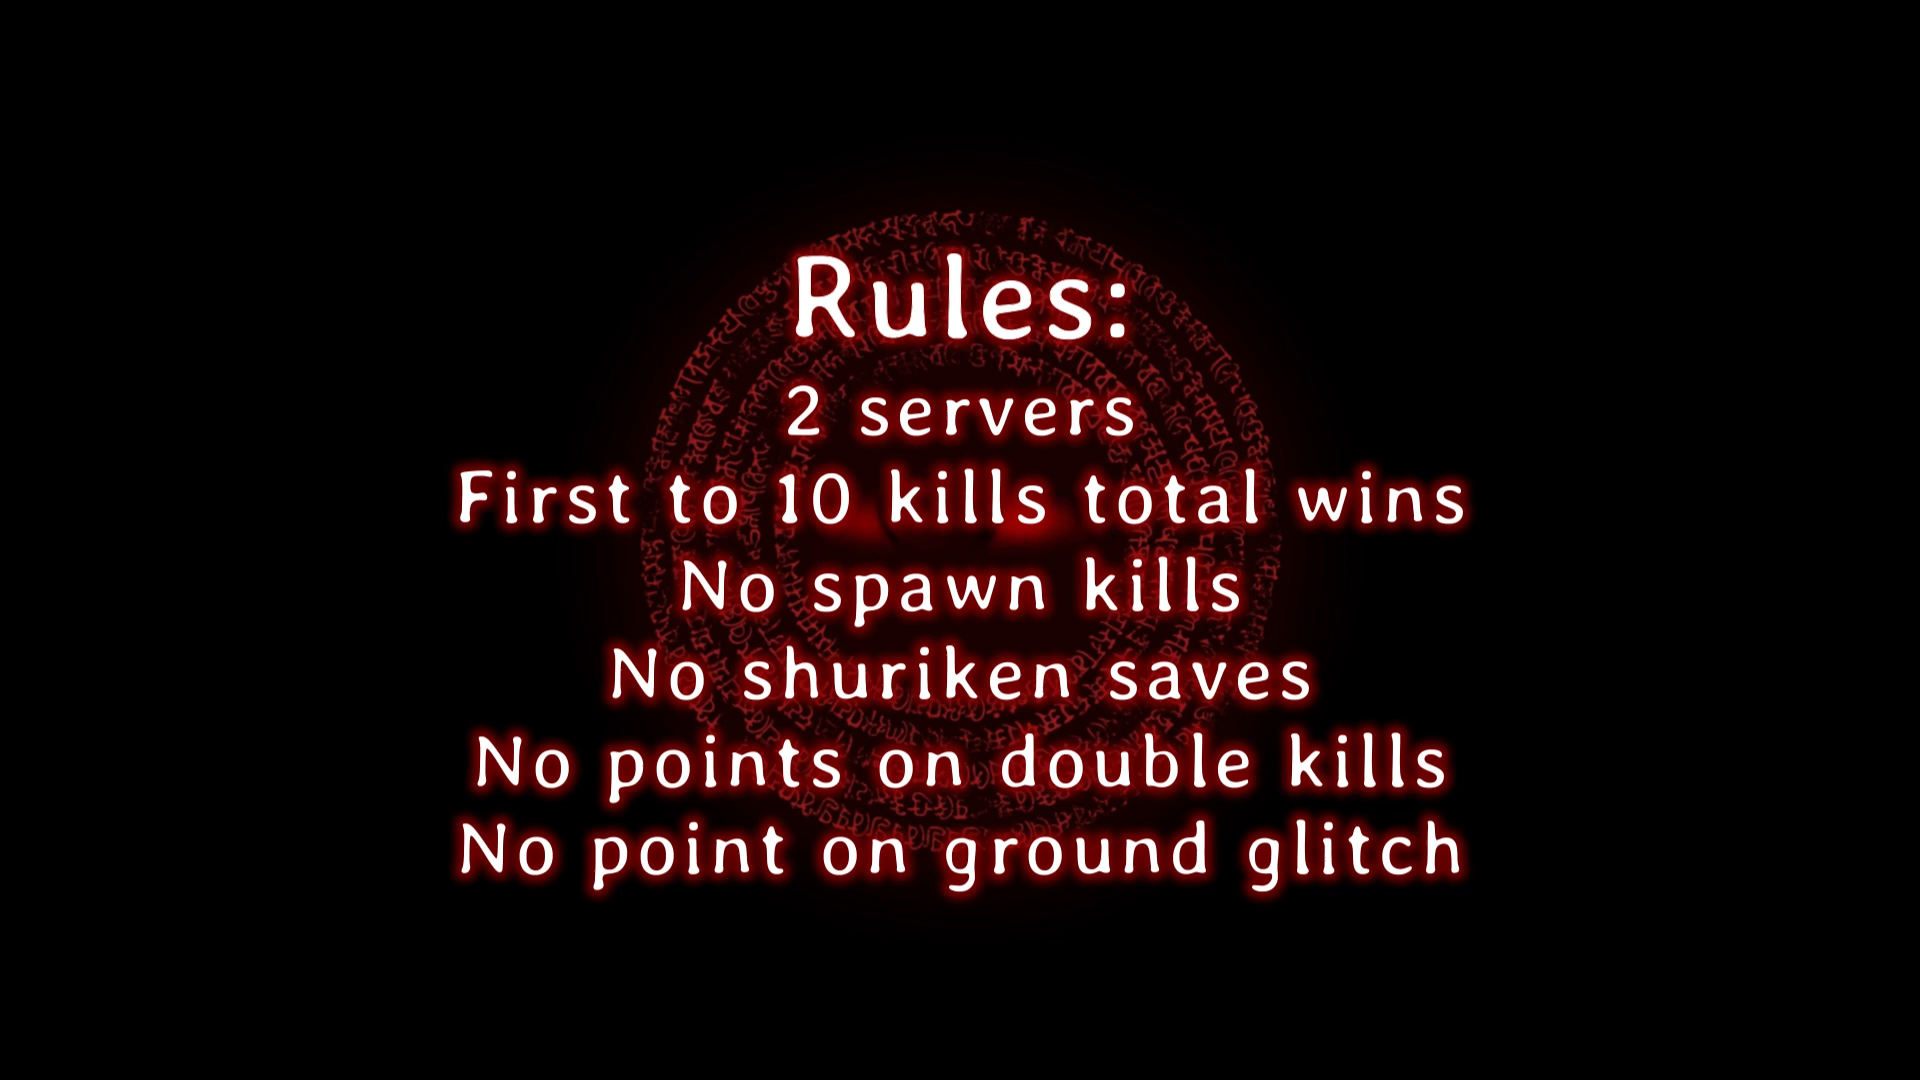 Rules:
2 servers
First to 10 kills total wins
No spawn kills
No shuriken saves
No points on double kills
No point on ground glitch